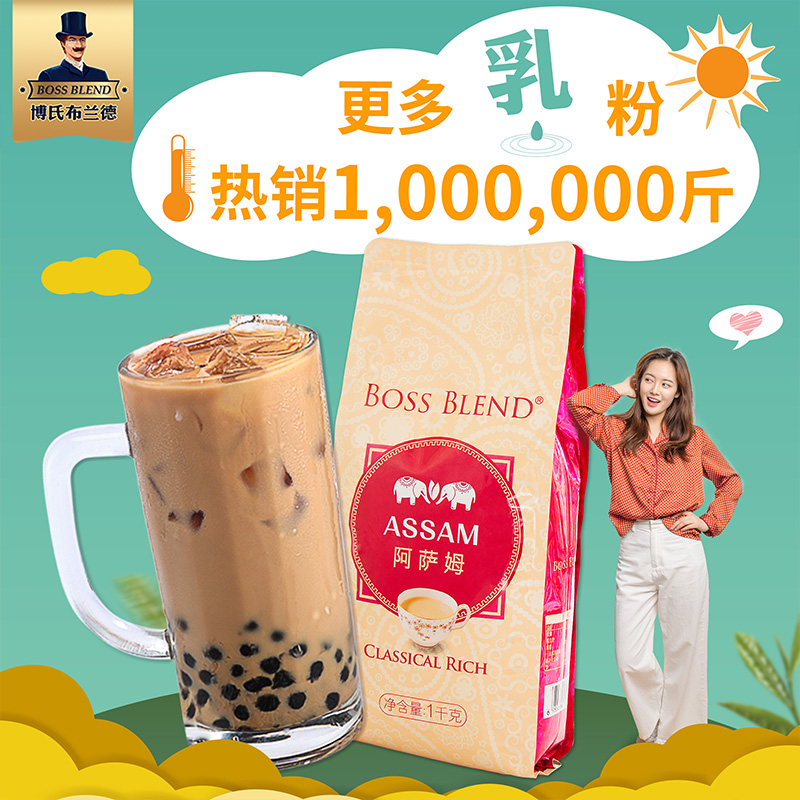 BOSS BLEND
博氏布兰德
更多乳粉
热销1,000,000斤
BOSS BLEND®
ASSAM
阿萨姆
CLASSICAL RICH
净含量:1千克